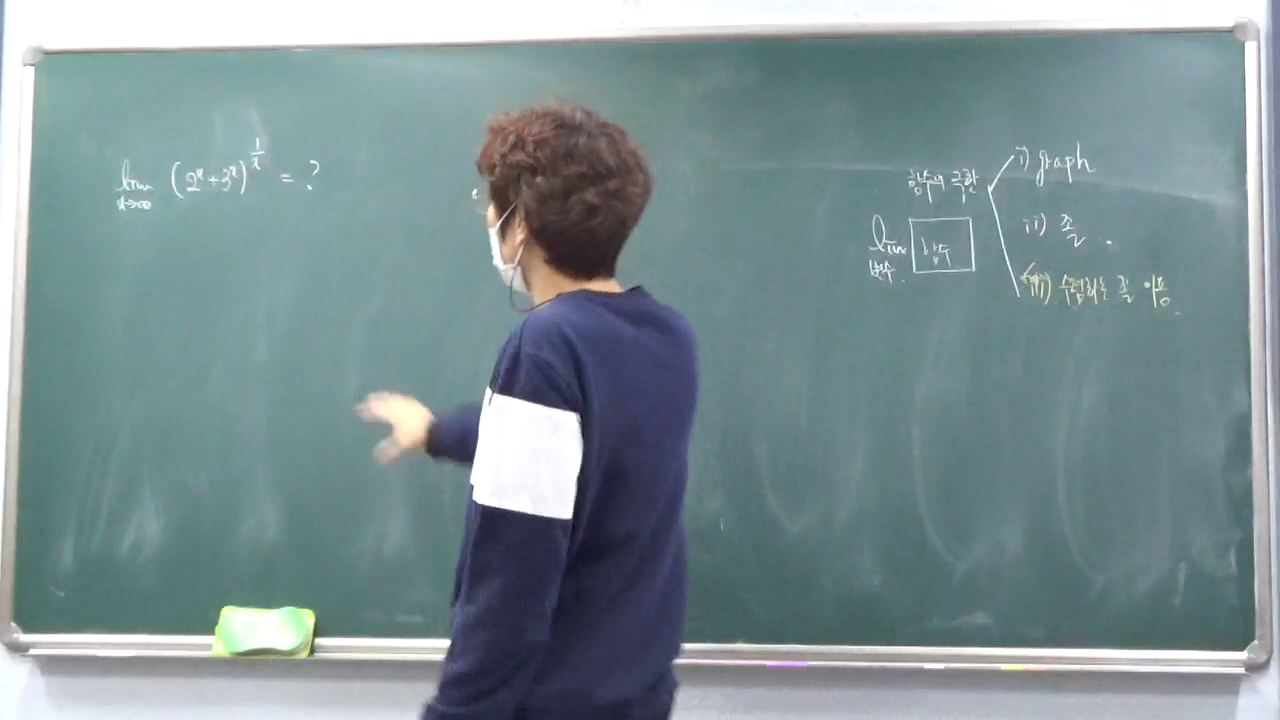 lim (2^x+3^x)^(1/x) = ?
x→∞
함수의 극한
i) graph
ii) 꼴
lim 함수
변수
iii) 수렴하는 꼴 이용